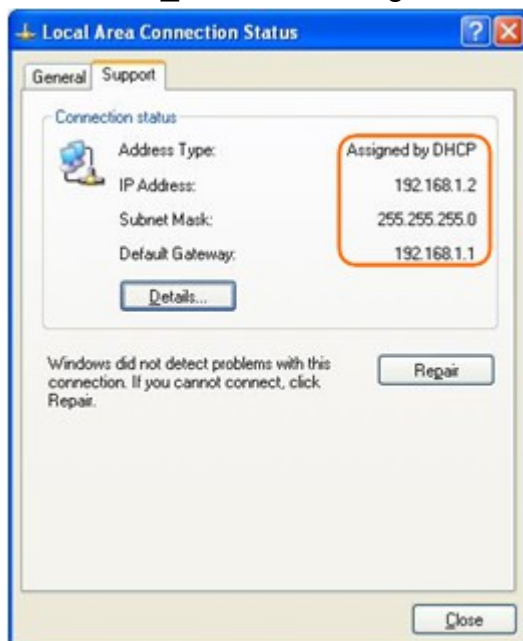 Local Area Connection Status
General Support
Connection status
Address Type: Assigned by DHCP
IP Address: 192.168.1.2
Subnet Mask: 255.255.255.0
Default Gateway: 192.168.1.1
Details...
Windows did not detect problems with this
connection. If you cannot connect, click
Repair.
Repair
Close